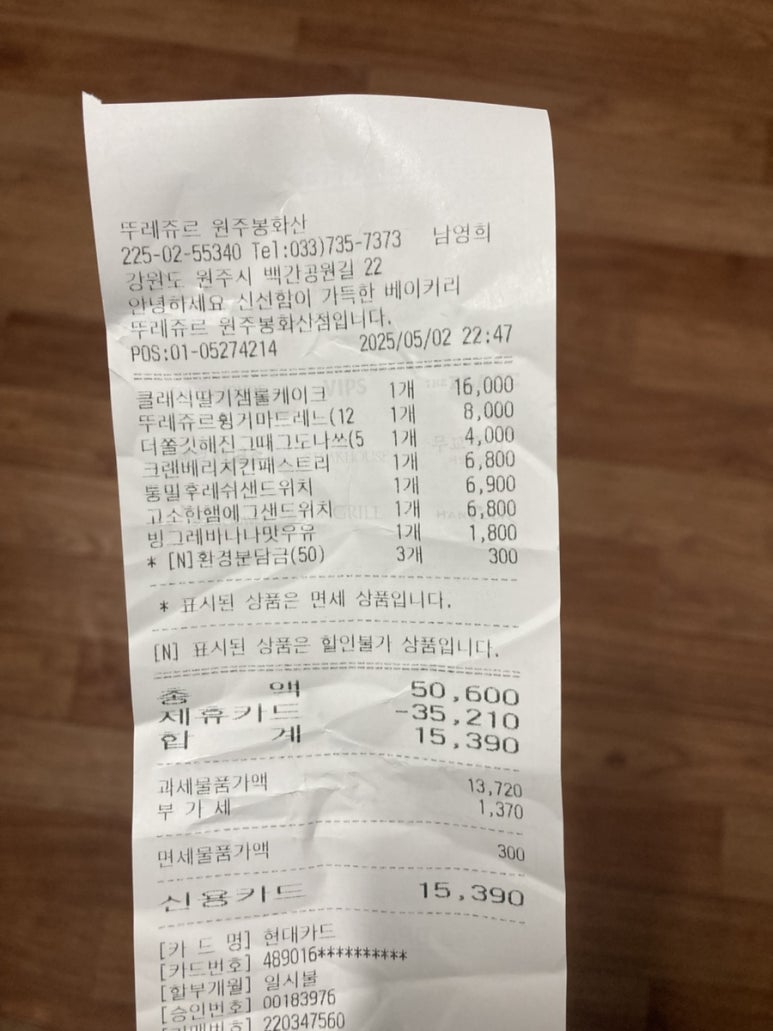 뚜레쥬르 원주봉화산
225-02-55340 Tel:033)735-7373 남영희
강원도 원주시 백간공원길 22
안녕하세요 신신함이 가득한 베이커리
뚜레쥬르 원주봉화산점입니다.
POS:01-05274214 2025/05/02 22:47
클래식딸기잼롤케이크 1개 16,000
뚜레쥬르휭거마드레느(12 1개 8,000
더쫄깃해진그때그도나쓰(5 1개 4,000
크랜베리치킨패스트리 1개 6,800
통밀후레쉬샌드위치 1개 6,900
고소한햄에그샌드위치 1개 6,800
빙그레바나나맛우유 1개 1,800
* [N]환경분담금(50) 3개 300
* 표시된 상품은 면세 상품입니다.
[N] 표시된 상품은 할인불가 상품입니다.
총 액 50,600
제휴카드 -35,210
합 계 15,390
과세물품가액 13,720
부 가 세 1,370
면세물품가액 300
신용카드 15,390
[카 드 명] 현대카드
[카드번호] 489016**********
[할부개월] 일시불
[승인번호] 00183976
220347560